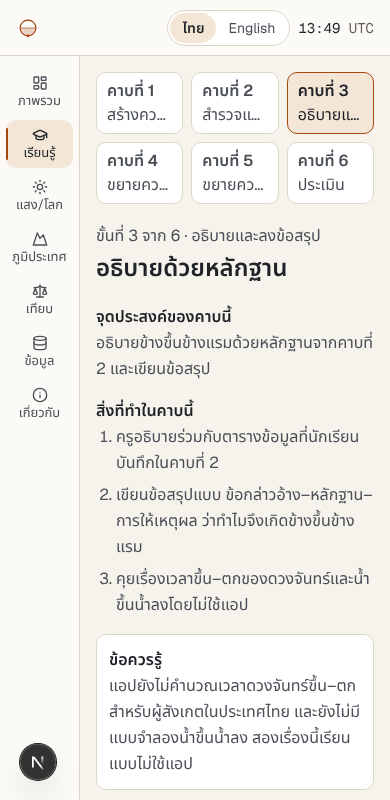 ไทย English 13:49 UTC
ภาพรวม
เรียนรู้
แสง/โลก
ภูมิประเทศ
เทียบ
ข้อมูล
เกี่ยวกับ
N
คาบที่ 1 คาบที่ 2 คาบที่ 3
สร้างคว... สำรวจแ... อธิบายแ...
คาบที่ 4 คาบที่ 5 คาบที่ 6
ขยายคว... ขยายคว... ประเมิน
ขั้นที่ 3 จาก 6 · อธิบายและลงข้อสรุป
อธิบายด้วยหลักฐาน
จุดประสงค์ของคาบนี้
อธิบายข้างขึ้นข้างแรมด้วยหลักฐานจากคาบที่
2 และเขียนข้อสรุป
สิ่งที่ทำในคาบนี้
1. ครูอธิบายร่วมกับตารางข้อมูลที่นักเรียน
บันทึกในคาบที่ 2
2. เขียนข้อสรุปแบบ ข้อกล่าวอ้าง–หลักฐาน–
การให้เหตุผล ว่าทำไมจึงเกิดข้างขึ้นข้าง
แรม
3. คุยเรื่องเวลาขึ้น–ตกของดวงจันทร์และน้ำ
ขึ้นน้ำลงโดยไม่ใช้แอป
ข้อควรรู้
แอปยังไม่คำนวณเวลาดวงจันทร์ขึ้น–ตก
สำหรับผู้สังเกตในประเทศไทย และยังไม่มี
แบบจำลองน้ำขึ้นน้ำลง สองเรื่องนี้เรียน
แบบไม่ใช้แอป